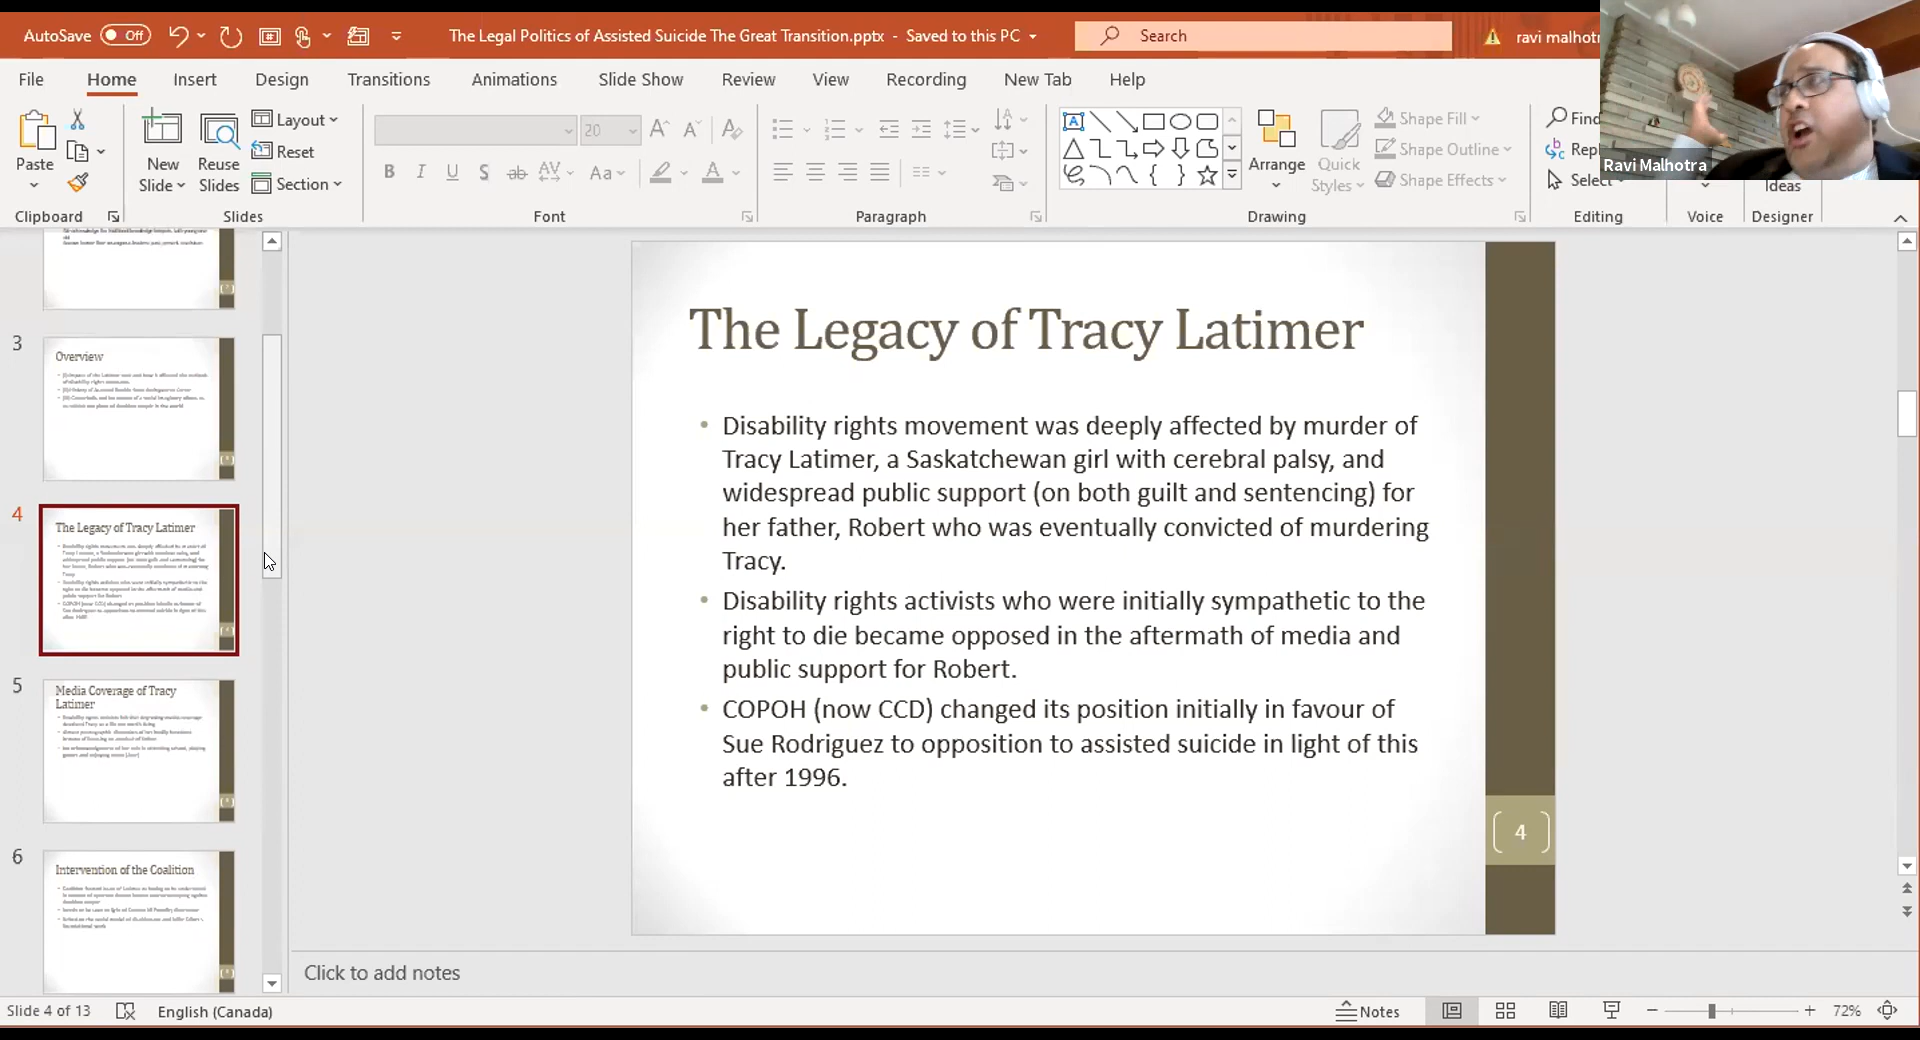 AutoSave Off The Legal Politics of Assisted Suicide The Great Transition.pptx - Saved to this PC Search ravi malhotr
File Home Insert Design Transitions Animations Slide Show Review View Recording New Tab Help
Paste
New Slide
Reuse Slides
Layout
Reset
Section
20
B I U S ab AV Aa A
Arrange
Quick Styles
Shape Fill
Shape Outline
Shape Effects
Find
Repl
Select
Ideas
Clipboard Slides Font Paragraph Drawing Editing Voice Designer
Ravi Malhotra
3
Overview
4
The Legacy of Tracy Latimer
5
Media Coverage of Tracy
Latimer
6
Intervention of the Coalition
The Legacy of Tracy Latimer
• Disability rights movement was deeply affected by murder of
Tracy Latimer, a Saskatchewan girl with cerebral palsy, and
widespread public support (on both guilt and sentencing) for
her father, Robert who was eventually convicted of murdering
Tracy.
• Disability rights activists who were initially sympathetic to the
right to die became opposed in the aftermath of media and
public support for Robert.
• COPOH (now CCD) changed its position initially in favour of
Sue Rodriguez to opposition to assisted suicide in light of this
after 1996.
4
Click to add notes
Slide 4 of 13 English (Canada) Notes 72%